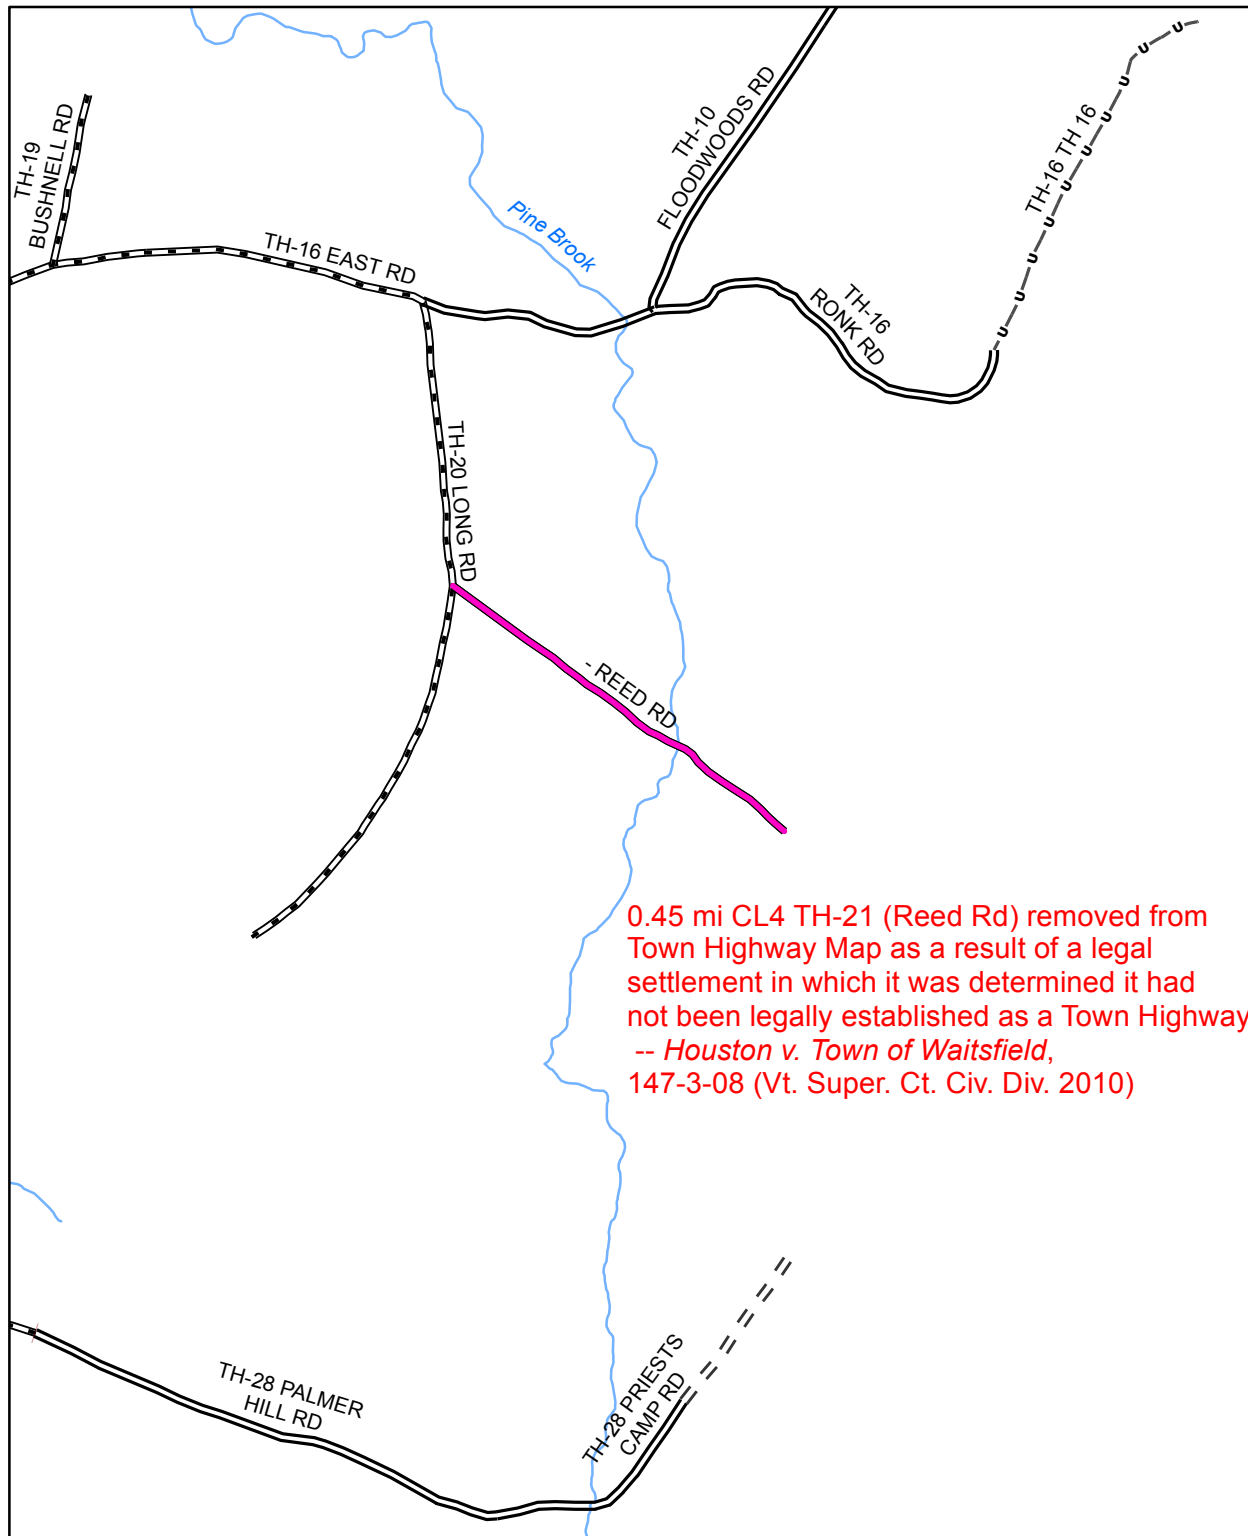 TH-19
BUSHNELL RD
TH-16 EAST RD
Pine Brook
TH-10
FLOODWOODS RD
TH-16 TH 16
TH-16
RONK RD
U
U
U
U
U
U
U
U
U
U
U
TH-20 LONG RD
- REED RD
0.45 mi CL4 TH-21 (Reed Rd) removed from
Town Highway Map as a result of a legal
settlement in which it was determined it had
not been legally established as a Town Highway
-- Houston v. Town of Waitsfield,
147-3-08 (Vt. Super. Ct. Civ. Div. 2010)
TH-28 PALMER
HILL RD
TH-28 PRIESTS
CAMP RD